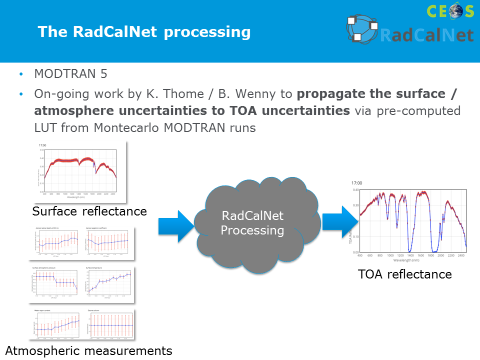 CEOS
The RadCalNet processing
RadCalNet
• MODTRAN 5
• On-going work by K. Thome / B. Wenny to propagate the surface /
atmosphere uncertainties to TOA uncertainties via pre-computed
LUT from Montecarlo MODTRAN runs
Surface reflectance
RadCalNet
Processing
17:00
TOA reflectance
Atmospheric measurements